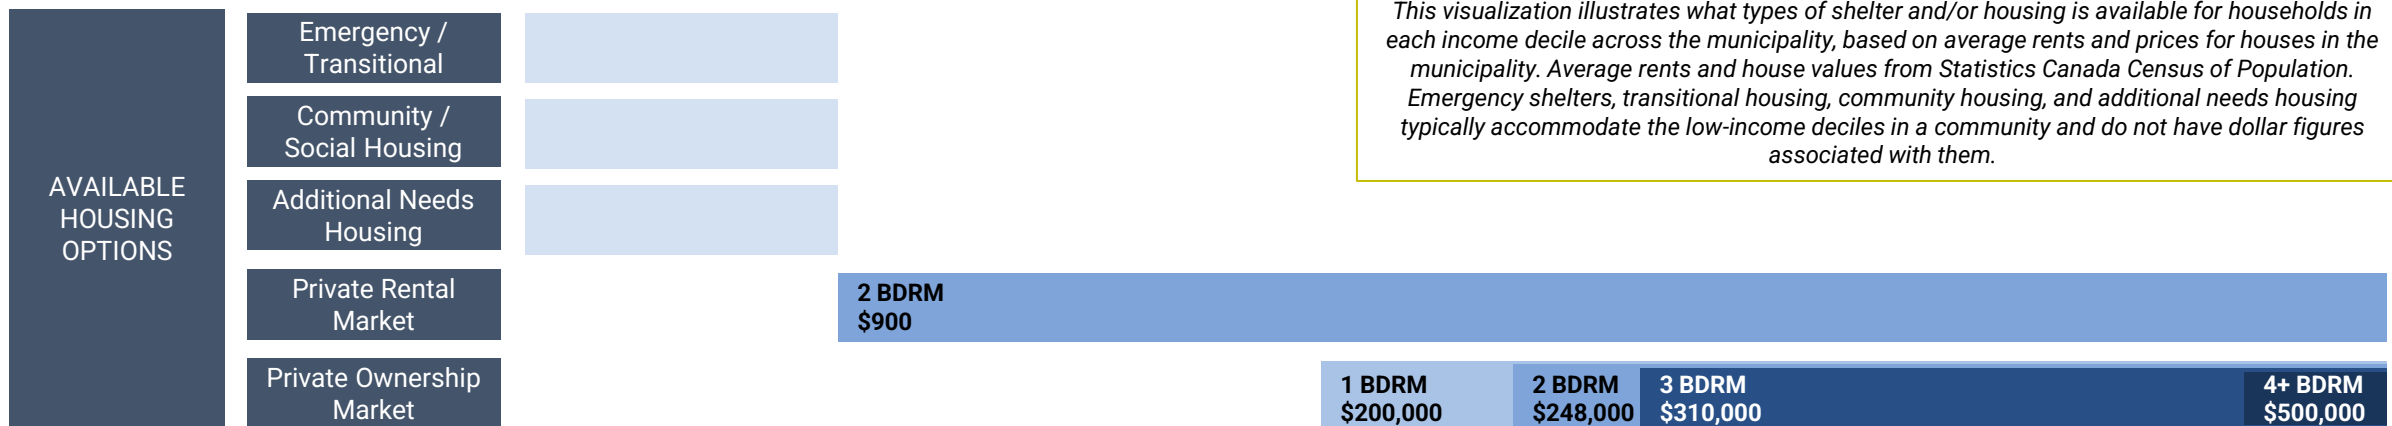 AVAILABLE
HOUSING
OPTIONS
Emergency /
Transitional
Community /
Social Housing
Additional Needs
Housing
Private Rental
Market
Private Ownership
Market
This visualization illustrates what types of shelter and/or housing is available for households in
each income decile across the municipality, based on average rents and prices for houses in the
municipality. Average rents and house values from Statistics Canada Census of Population.
Emergency shelters, transitional housing, community housing, and additional needs housing
typically accommodate the low-income deciles in a community and do not have dollar figures
associated with them.
2 BDRM
$900
1 BDRM
$200,000
2 BDRM
$248,000
3 BDRM
$310,000
4+ BDRM
$500,000